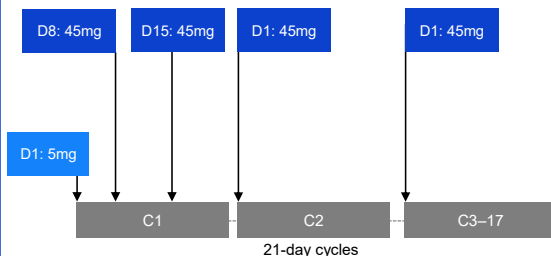 D8: 45mg
D15: 45mg
D1: 45mg
D1: 45mg
D1: 5mg
C1
C2
C3–17
21-day cycles